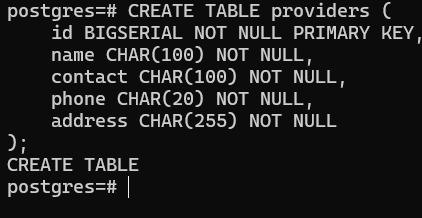 postgres=# CREATE TABLE providers (
    id BIGSERIAL NOT NULL PRIMARY KEY,
    name CHAR(100) NOT NULL,
    contact CHAR(100) NOT NULL,
    phone CHAR(20) NOT NULL,
    address CHAR(255) NOT NULL
);
CREATE TABLE
postgres=#